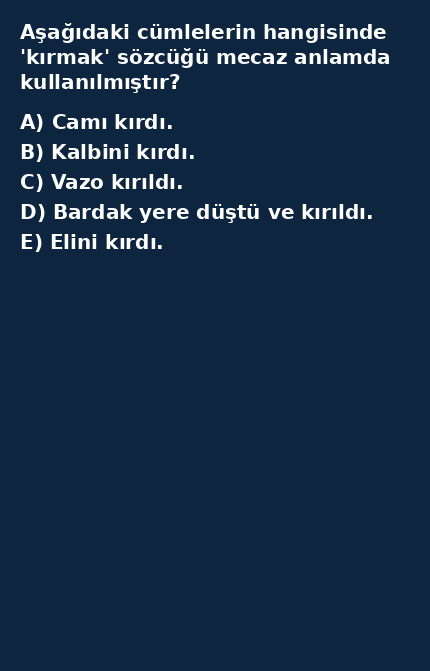 Aşağıdaki cümlelerin hangisinde
'kırmak' sözcüğü mecaz anlamda
kullanılmıştır?
A) Camı kırdı.
B) Kalbini kırdı.
C) Vazo kırıldı.
D) Bardak yere düştü ve kırıldı.
E) Elini kırdı.